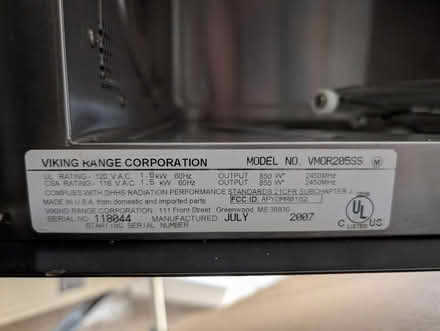 VIKING RANGE CORPORATION MODEL NO. VMOR205SS M
UL RATING - 120 V.A.C. 1.5 kW 60Hz OUTPUT 850 W* 2450MHz
CSA RATING - 116 V.A.C. 1.5 kW 60Hz OUTPUT 850 W* 2450MHz
COMPLIES WITH DHHS RADIATION PERFORMANCE STANDARDS 21CFR SUBCHAPTER J
MADE IN U.S.A. from domestic and imported parts FCC ID:
VIKING RANGE CORPORATION: 111 Front Street Greenwood, MS 38930
SERIAL NO. 118044 MANUFACTURED JULY 2007
STARTING SERIAL NUMBER
UL
C LISTED US